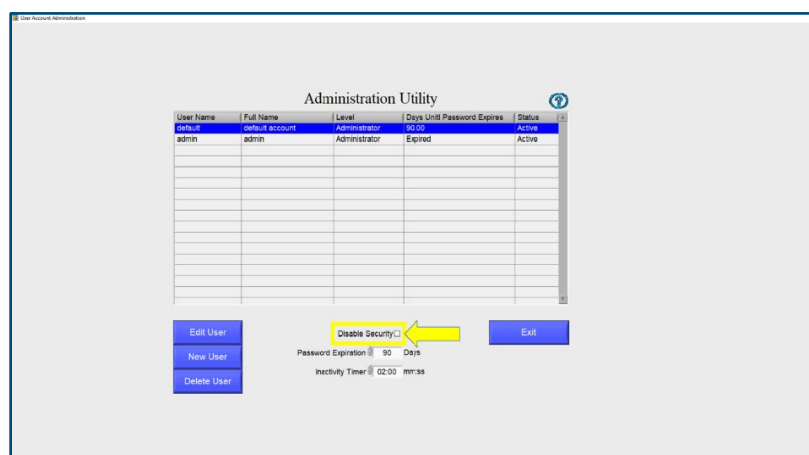 User Account Administration
Administration Utility
?
User Name Full Name Level Days Until Password Expires Status
default default account Administrator 90.00 Active
admin admin Administrator Expired Active
Edit User
New User
Delete User
Disable Security
Password Expiration 90 Days
Inactivity Timer 02:00 mm:ss
Exit